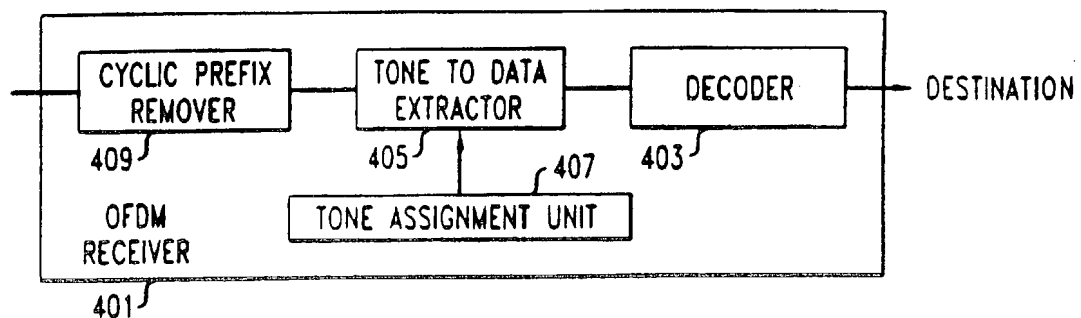 CYCLIC PREFIX
REMOVER
409
TONE TO DATA
EXTRACTOR
405
DECODER
403
DESTINATION
407
TONE ASSIGNMENT UNIT
OFDM
RECEIVER
401